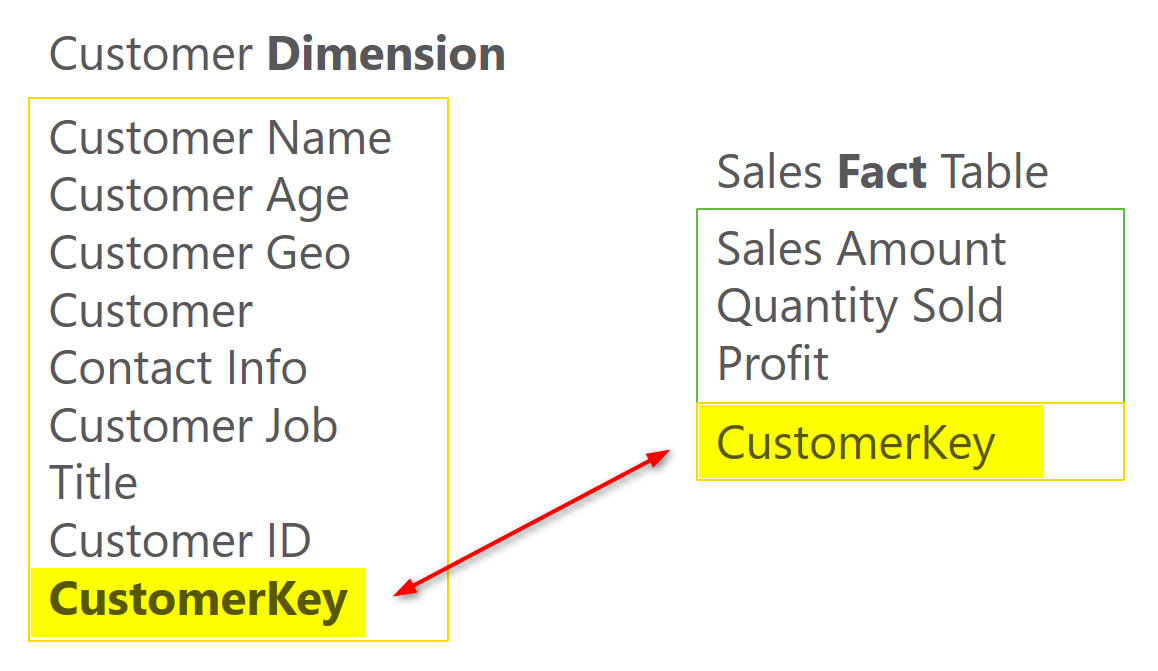 Customer Dimension
Customer Name
Customer Age
Customer Geo
Customer
Contact Info
Customer Job
Title
Customer ID
CustomerKey
Sales Fact Table
Sales Amount
Quantity Sold
Profit
CustomerKey